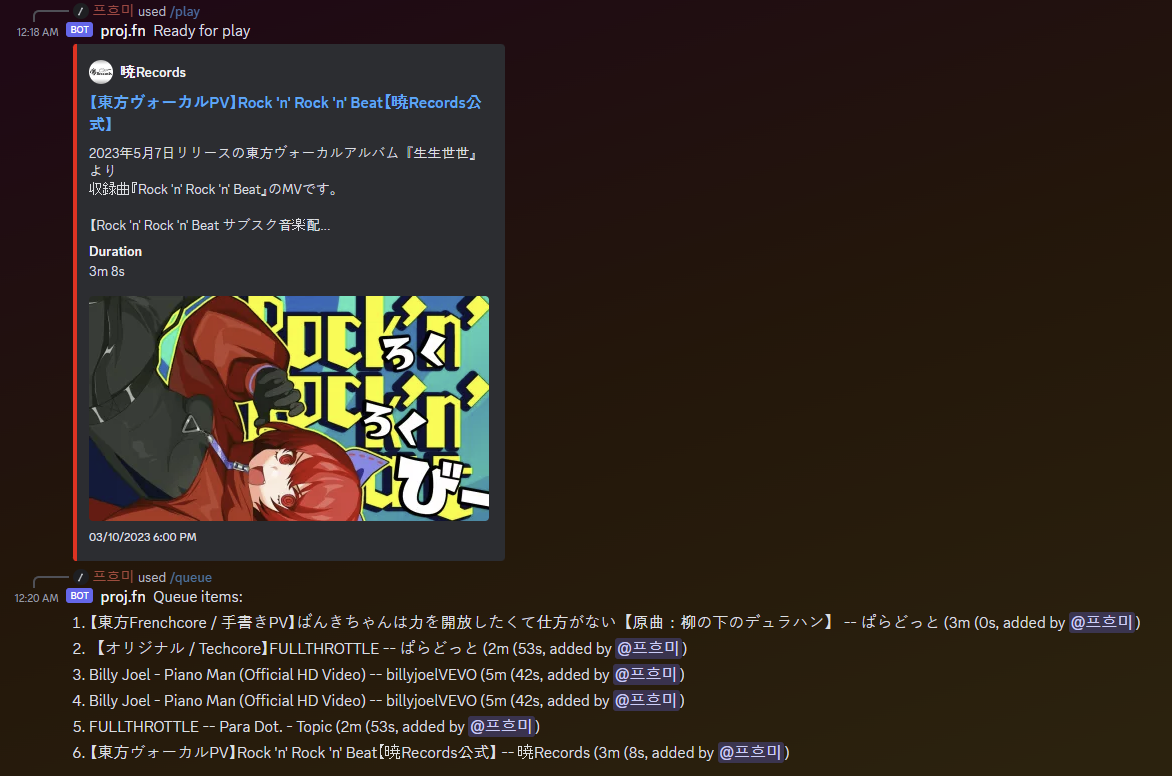 프흐미 used /play
12:18 AM BOT proj.fn Ready for play
暁Records
【東方ヴォーカルPV】Rock 'n' Rock 'n' Beat【暁Records公
式】
2023年5月7日リリースの東方ヴォーカルアルバム『生生世世』
より
収録曲『Rock 'n' Rock 'n' Beat』のMVです。
【Rock 'n' Rock 'n' Beat サブスク音楽配...
Duration
3m 8s
Rock'n'
ろく
Rock'n'
ろく
びー
03/10/2023 6:00 PM
프흐미 used /queue
12:20 AM BOT proj.fn Queue items:
1. 【東方Frenchcore / 手書きPV】ばんきちゃんは力を開放したくて仕方がない 【原曲：柳の下のデュラハン】 -- ぱらどっと (3m (0s, added by @프흐미)
2. 【オリジナル / Techcore】FULLTHROTTLE -- ぱらどっと (2m (53s, added by @프흐미)
3. Billy Joel - Piano Man (Official HD Video) -- billyjoelVEVO (5m (42s, added by @프흐미)
4. Billy Joel - Piano Man (Official HD Video) -- billyjoelVEVO (5m (42s, added by @프흐미)
5. FULLTHROTTLE -- Para Dot. - Topic (2m (53s, added by @프흐미)
6. 【東方ヴォーカルPV】Rock 'n' Rock 'n' Beat【暁Records公式】 -- 暁Records (3m (8s, added by @프흐미)